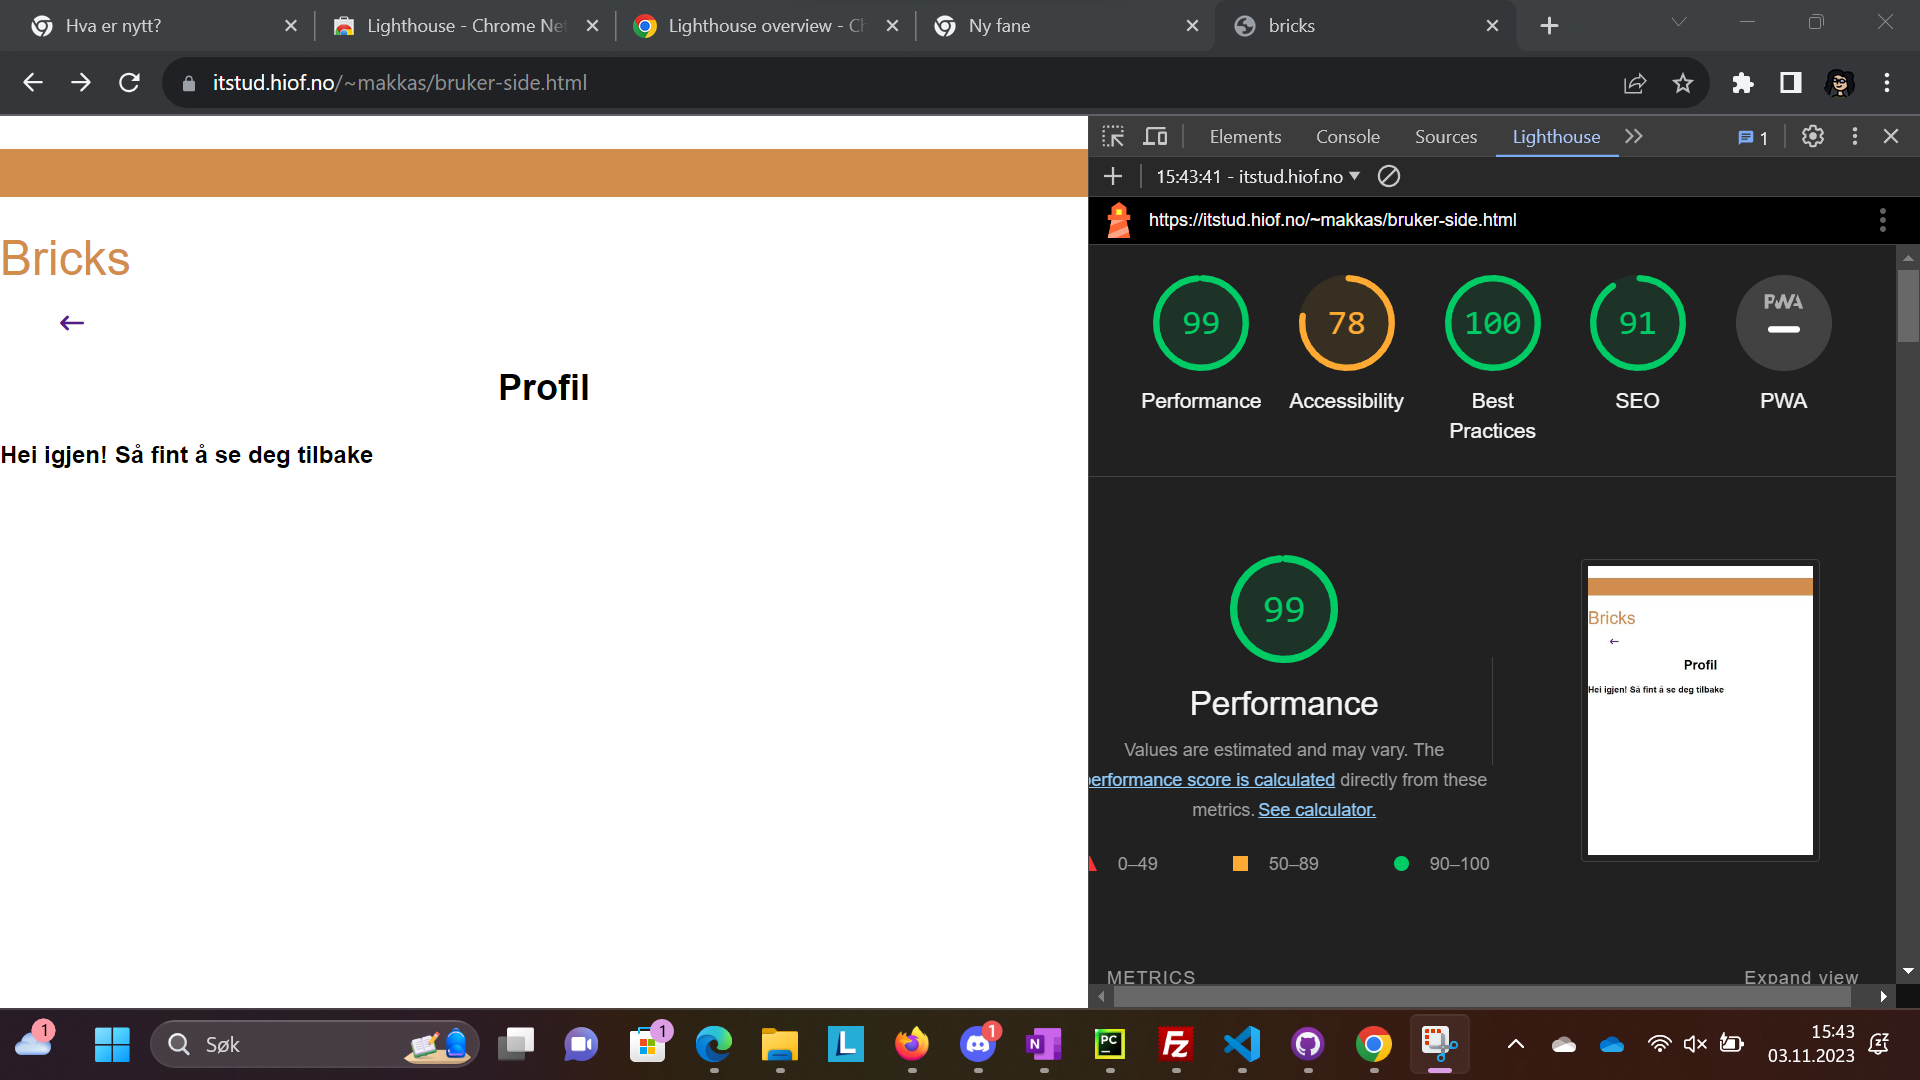 Hva er nytt?
Lighthouse - Chrome Ne
Lighthouse overview - Ch
Ny fane
bricks
itstud.hiof.no/~makkas/bruker-side.html
Bricks
←
Profil
Hei igjen! Så fint å se deg tilbake
Elements Console Sources Lighthouse
1
15:43:41 - itstud.hiof.no
https://itstud.hiof.no/~makkas/bruker-side.html
99 78 100 91 PWA
Performance Accessibility Best Practices SEO PWA
99
Performance
Values are estimated and may vary. The
performance score is calculated directly from these
metrics. See calculator.
0–49 50–89 90–100
Bricks
←
Profil
Hei igjen! Så fint å se deg tilbake
METRICS
Expand view
1
Søk
1
L
1
N
PC
Fz
15:43
03.11.2023